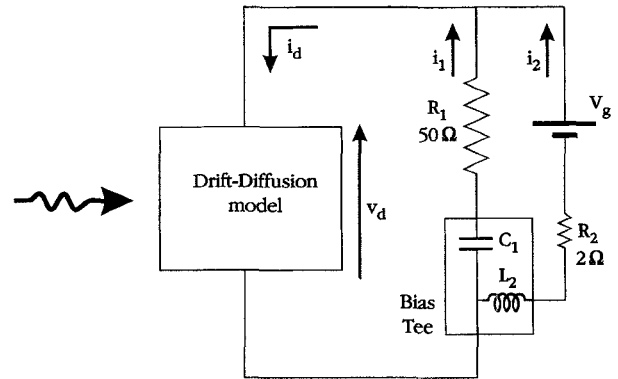 i_d
i_1
i_2
V_g
R_1
50 Ω
Drift-Diffusion
model
v_d
C_1
R_2
2 Ω
L_2
Bias
Tee